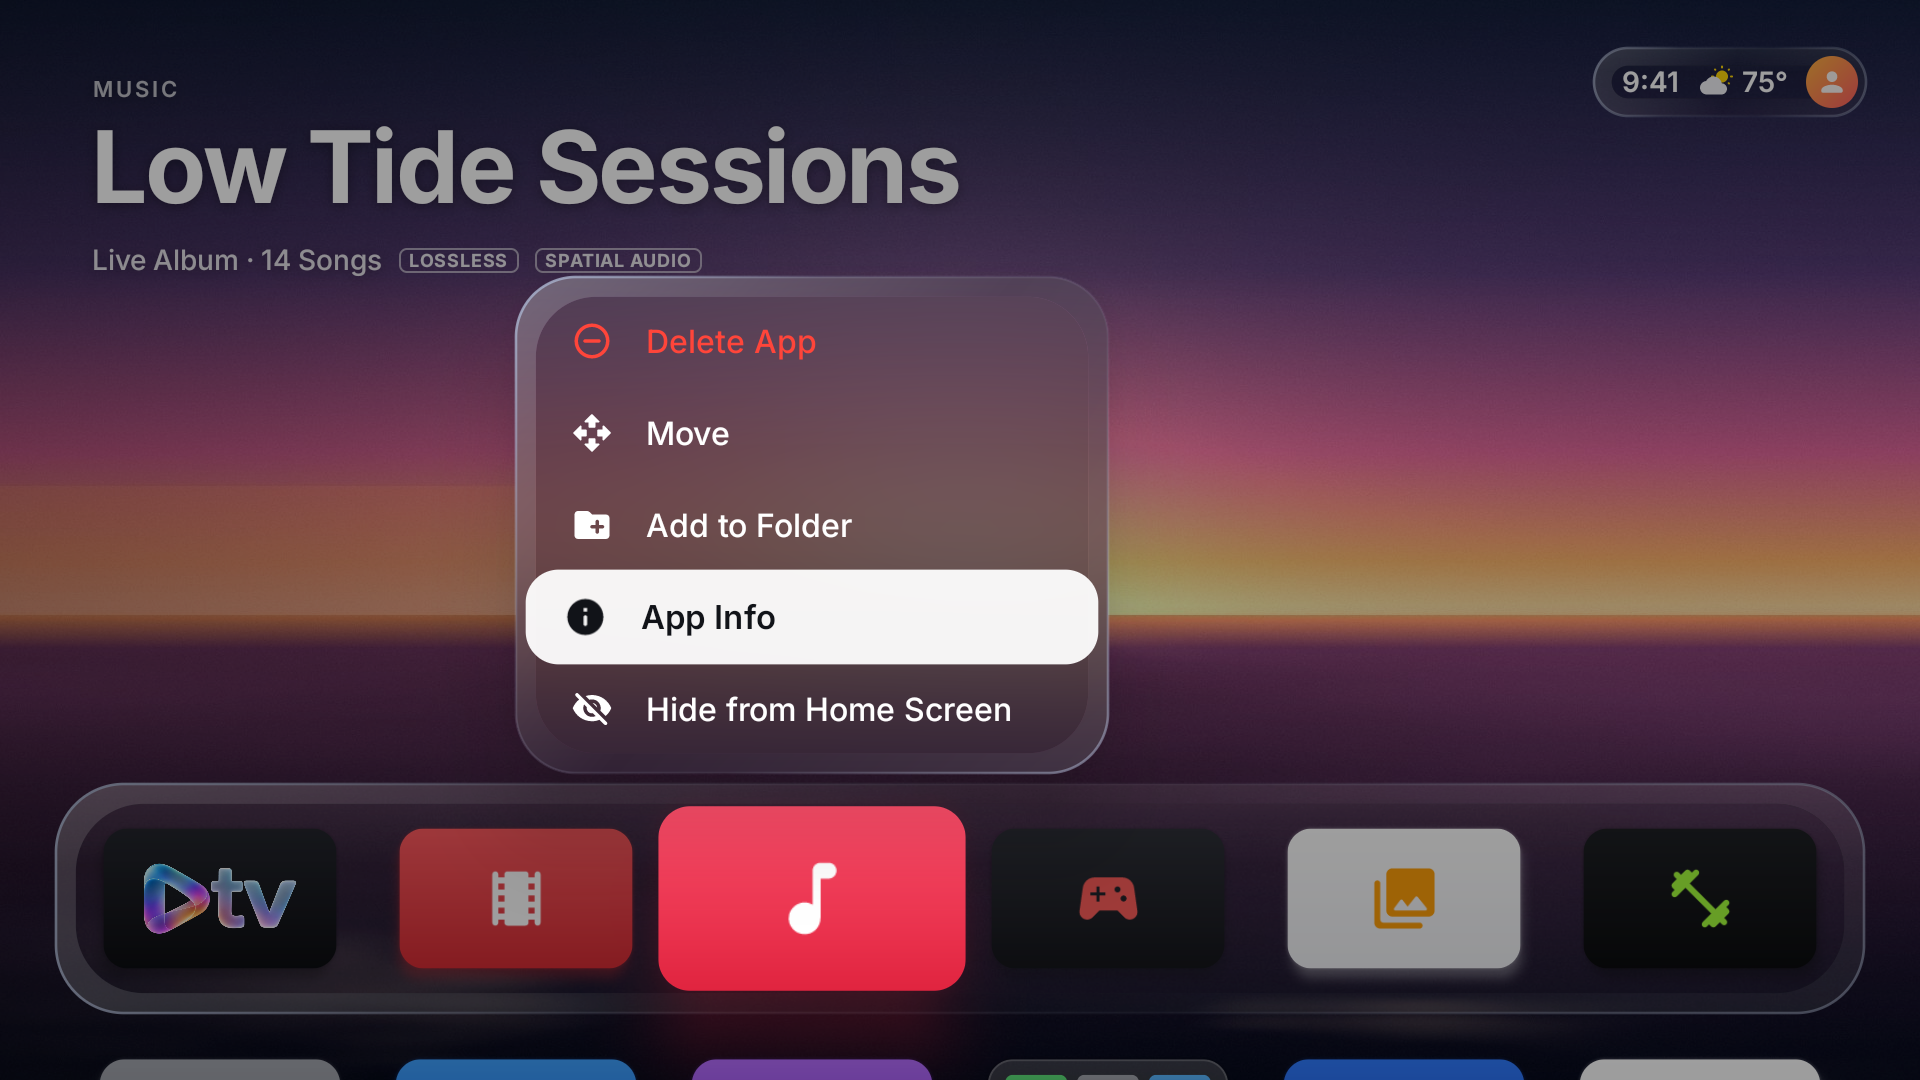 MUSIC
Low Tide Sessions
Live Album · 14 Songs LOSSLESS SPATIAL AUDIO
9:41 75°
Delete App
Move
Add to Folder
App Info
Hide from Home Screen
tv